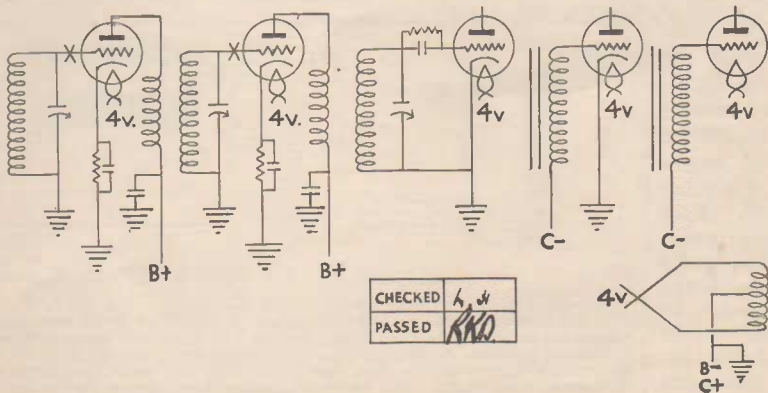 4v. 4v. 4v 4v 4v
C- C-
B+ B+
CHECKED
PASSED
4v
B-
C+